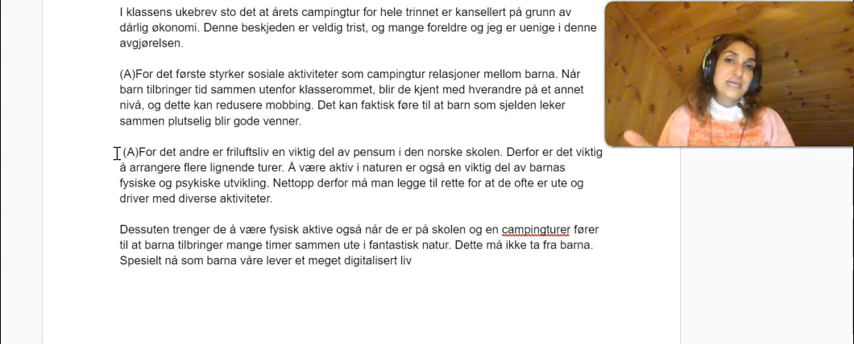 I klassens ukebrev sto det at årets campingtur for hele trinnet er kansellert på grunn av
dårlig økonomi. Denne beskjeden er veldig trist, og mange foreldre og jeg er uenige i denne
avgjørelsen.
(A)For det første styrker sosiale aktiviteter som campingtur relasjoner mellom barna. Når
barn tilbringer tid sammen utenfor klasserommet, blir de kjent med hverandre på et annet
nivå, og dette kan redusere mobbing. Det kan faktisk føre til at barn som sjelden leker
sammen plutselig blir gode venner.
(A)For det andre er friluftsliv en viktig del av pensum i den norske skolen. Derfor er det viktig
å arrangere flere lignende turer. Å være aktiv i naturen er også en viktig del av barnas
fysiske og psykiske utvikling. Nettopp derfor må man legge til rette for at de ofte er ute og
driver med diverse aktiviteter.
Dessuten trenger de å være fysisk aktive også når de er på skolen og en campingturer fører
til at barna tilbringer mange timer sammen ute i fantastisk natur. Dette må ikke ta fra barna.
Spesielt nå som barna våre lever et meget digitalisert liv